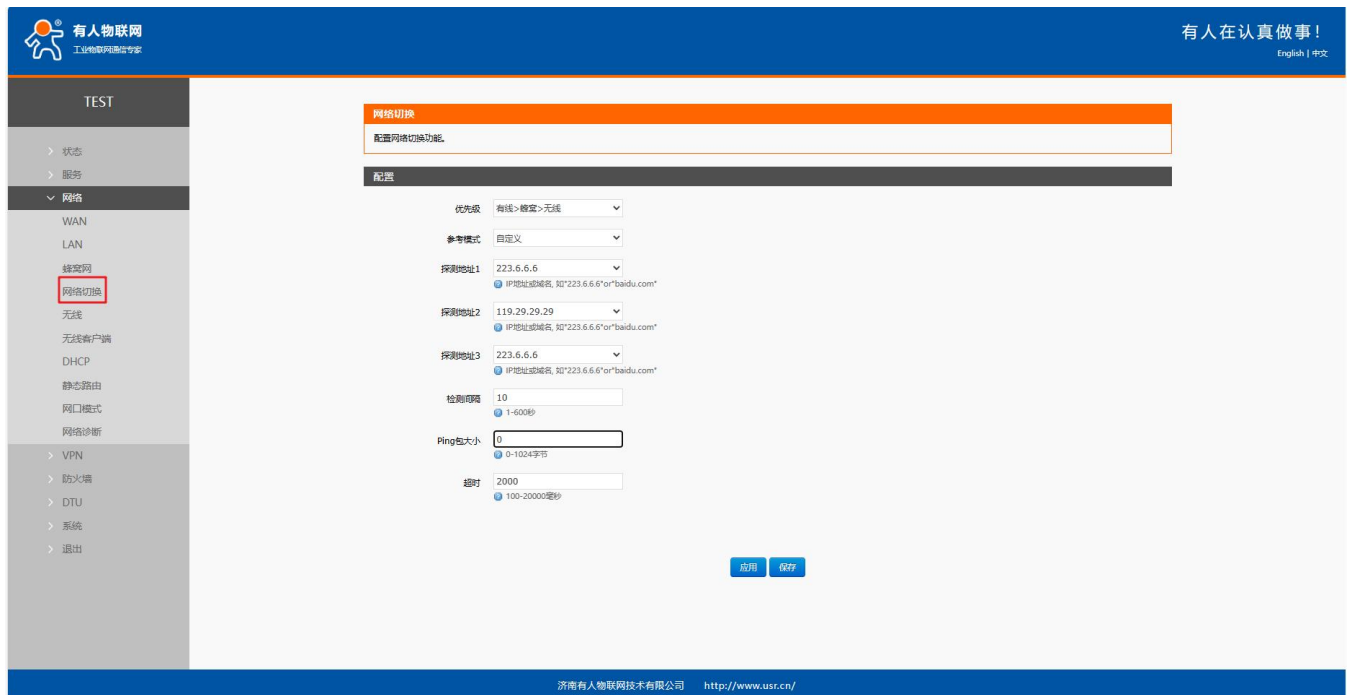 有人物联网
工业物联网通信专家
有人在认真做事!
English | 中文
TEST
状态
服务
网络
WAN
LAN
蜂窝网
网络切换
无线
无线客户端
DHCP
静态路由
网口模式
网络诊断
VPN
防火墙
DTU
系统
退出
网络切换
配置网络切换功能。
配置
优先级 有线>蜂窝>无线
参考模式 自定义
探测地址1 223.6.6.6
IP地址或域名, 如"223.6.6.6"or"baidu.com"
探测地址2 119.29.29.29
IP地址或域名, 如"223.6.6.6"or"baidu.com"
探测地址3 223.6.6.6
IP地址或域名, 如"223.6.6.6"or"baidu.com"
检测间隔 10
1-600秒
Ping包大小 0
0-1024字节
超时 2000
100-20000毫秒
应用 保存
济南有人物联网技术有限公司 http://www.usr.cn/